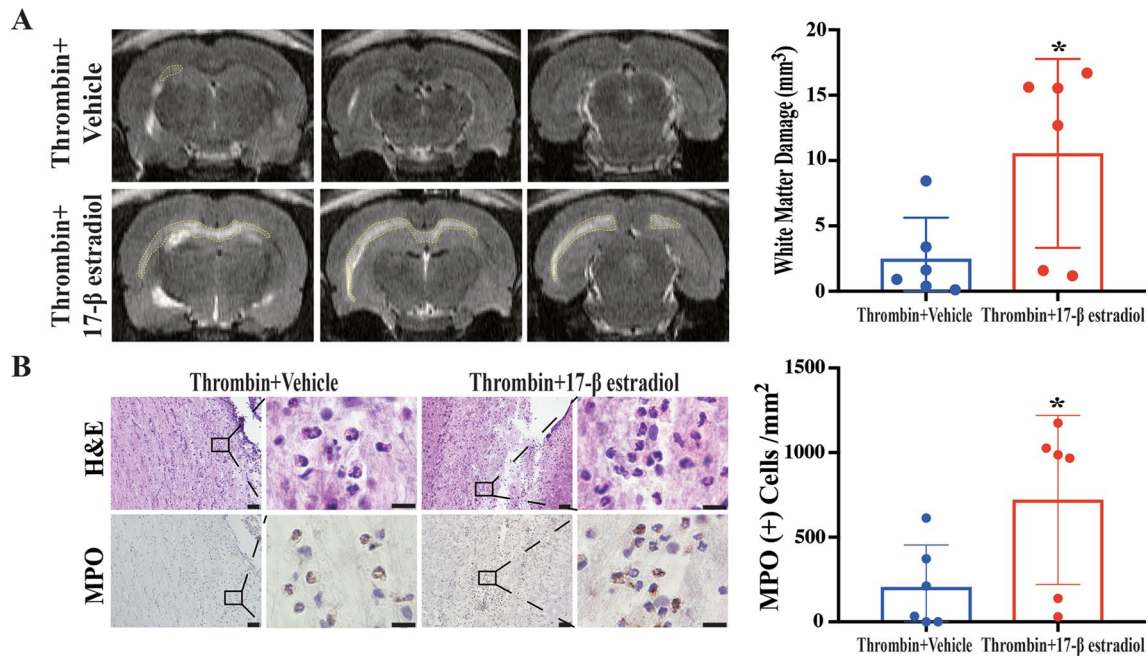 A
Thrombin+
Vehicle
Thrombin+
17-β estradiol
White Matter Damage (mm³)
20
15
10
5
0
*
Thrombin+Vehicle
Thrombin+17-β estradiol
B
Thrombin+Vehicle
Thrombin+17-β estradiol
H&E
MPO
MPO (+) Cells /mm²
1500
1000
500
0
*
Thrombin+Vehicle
Thrombin+17-β estradiol